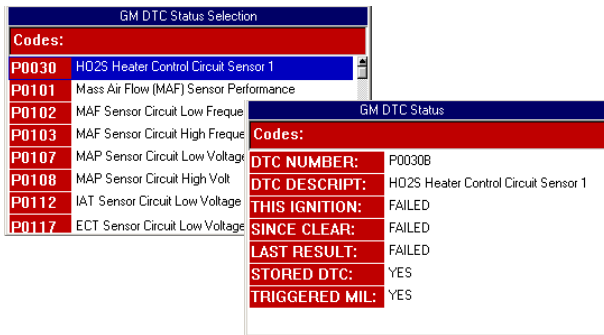 GM DTC Status Selection
Codes:
P0030 HO2S Heater Control Circuit Sensor 1
P0101 Mass Air Flow (MAF) Sensor Performance
P0102 MAF Sensor Circuit Low Freque
P0103 MAF Sensor Circuit High Freque
P0107 MAP Sensor Circuit Low Voltage
P0108 MAP Sensor Circuit High Volt
P0112 IAT Sensor Circuit Low Voltage
P0117 ECT Sensor Circuit Low Voltage
GM DTC Status
Codes:
DTC NUMBER: P0030B
DTC DESCRIPT: HO2S Heater Control Circuit Sensor 1
THIS IGNITION: FAILED
SINCE CLEAR: FAILED
LAST RESULT: FAILED
STORED DTC: YES
TRIGGERED MIL: YES